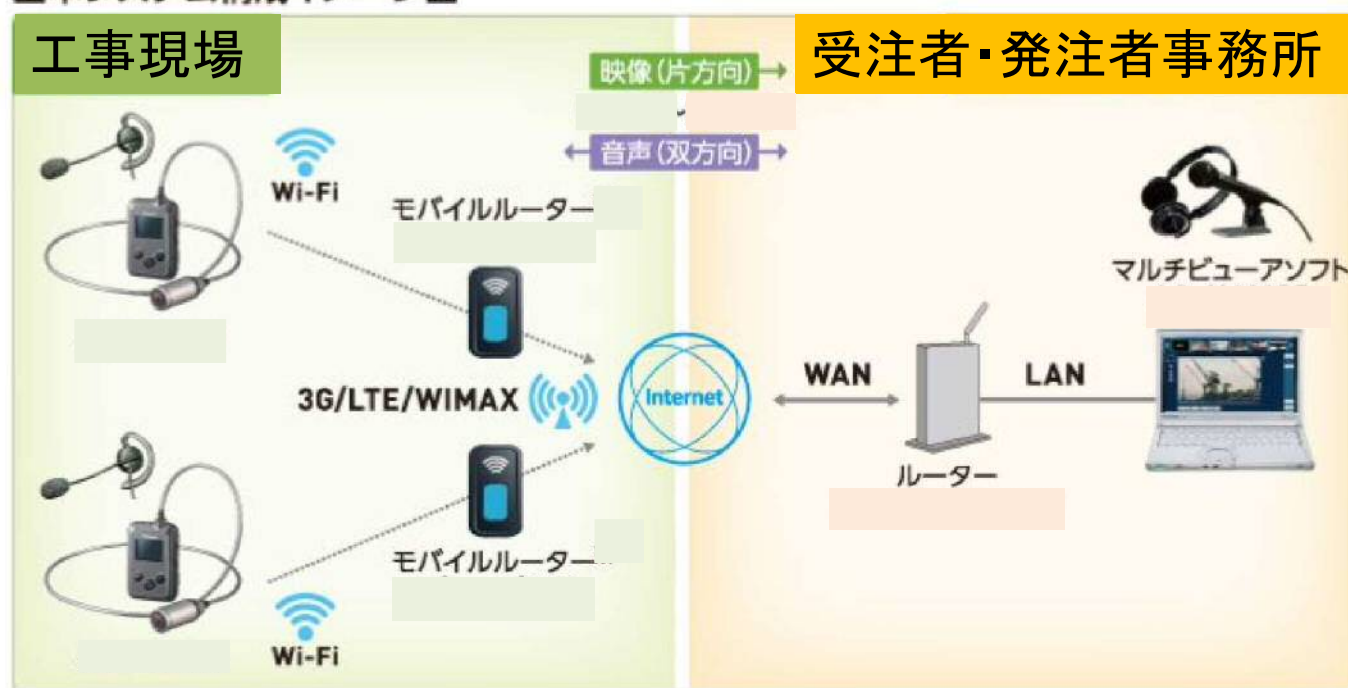 工事現場
受注者・発注者事務所
映像(片方向)
音声(双方向)
Wi-Fi
モバイルルーター
マルチビューアソフト
3G/LTE/WIMAX
Internet
WAN
LAN
ルーター
モバイルルーター
Wi-Fi